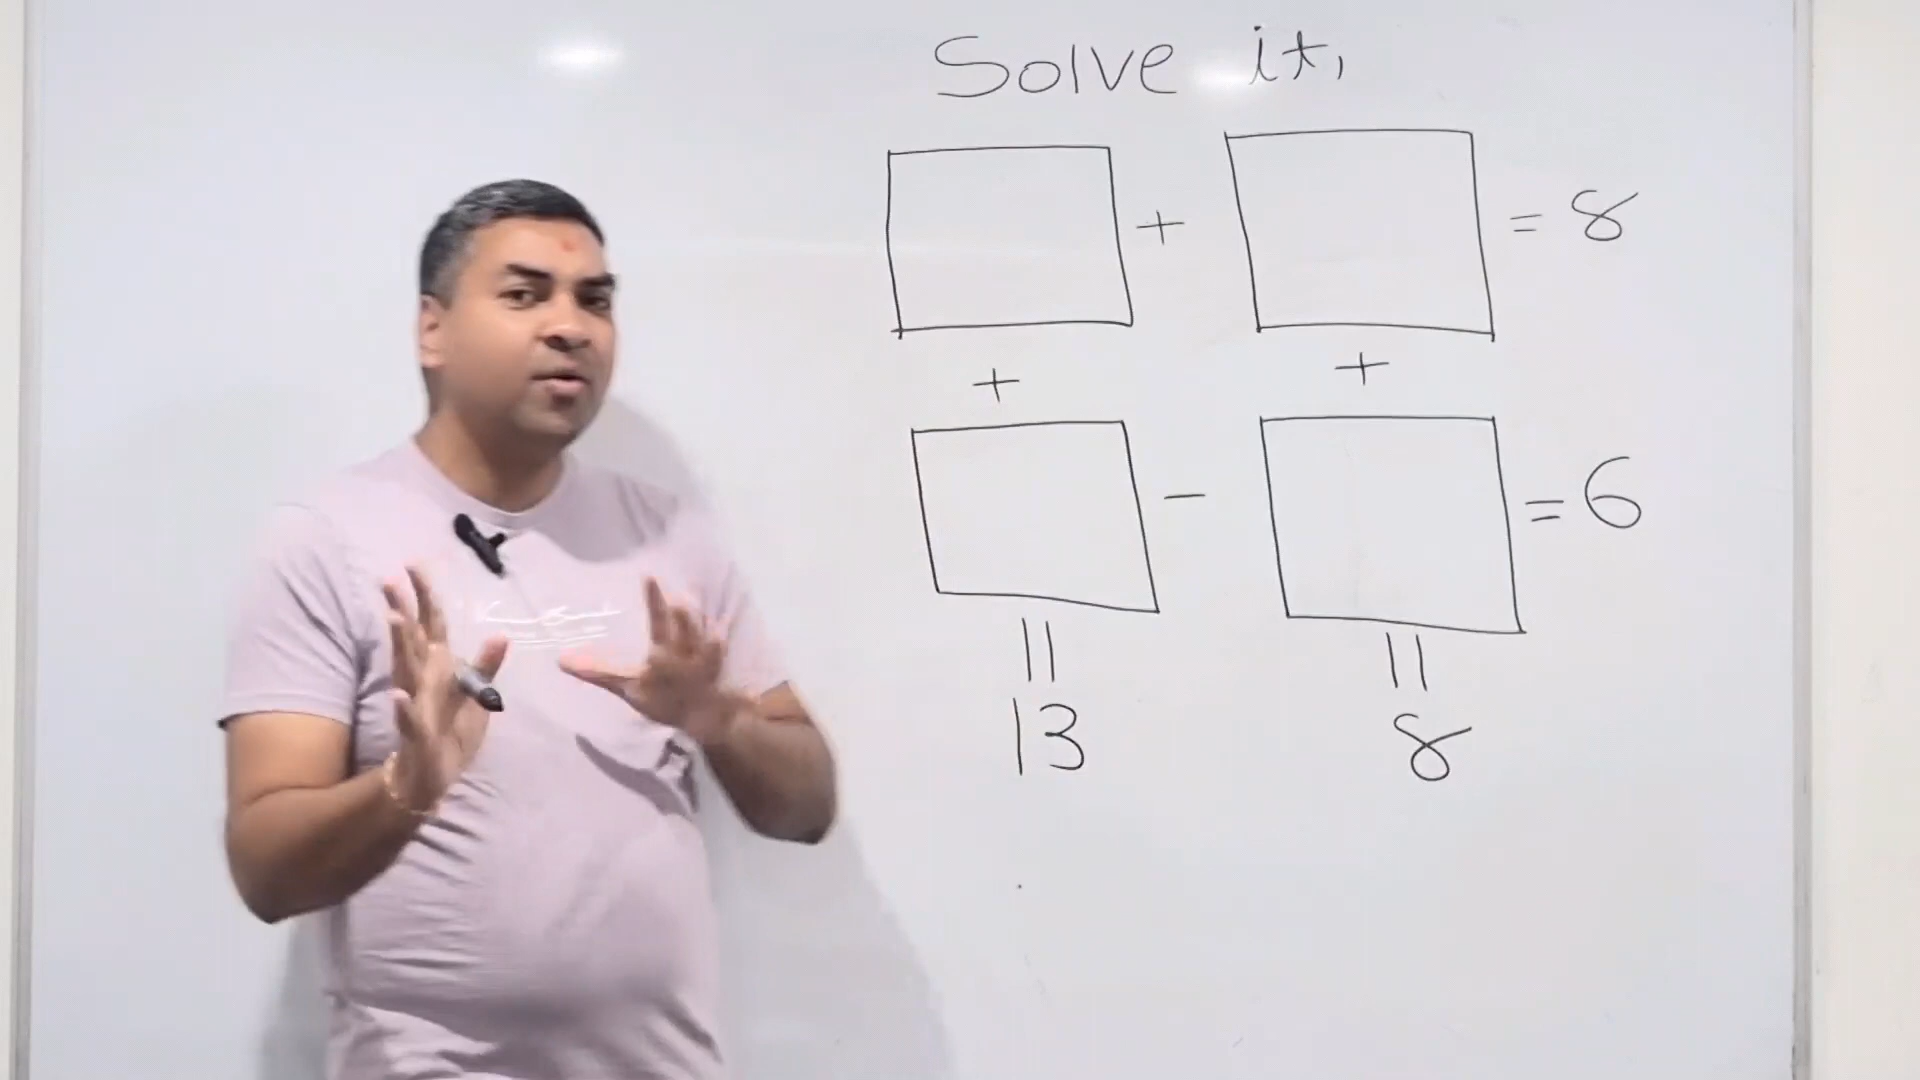 Solve it,
+ = 8
+ +
- = 6
= =
13 8